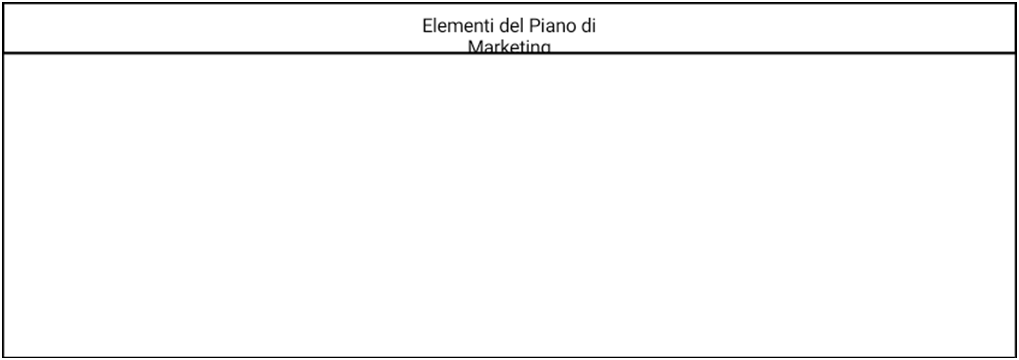 Elementi del Piano di
Marketing